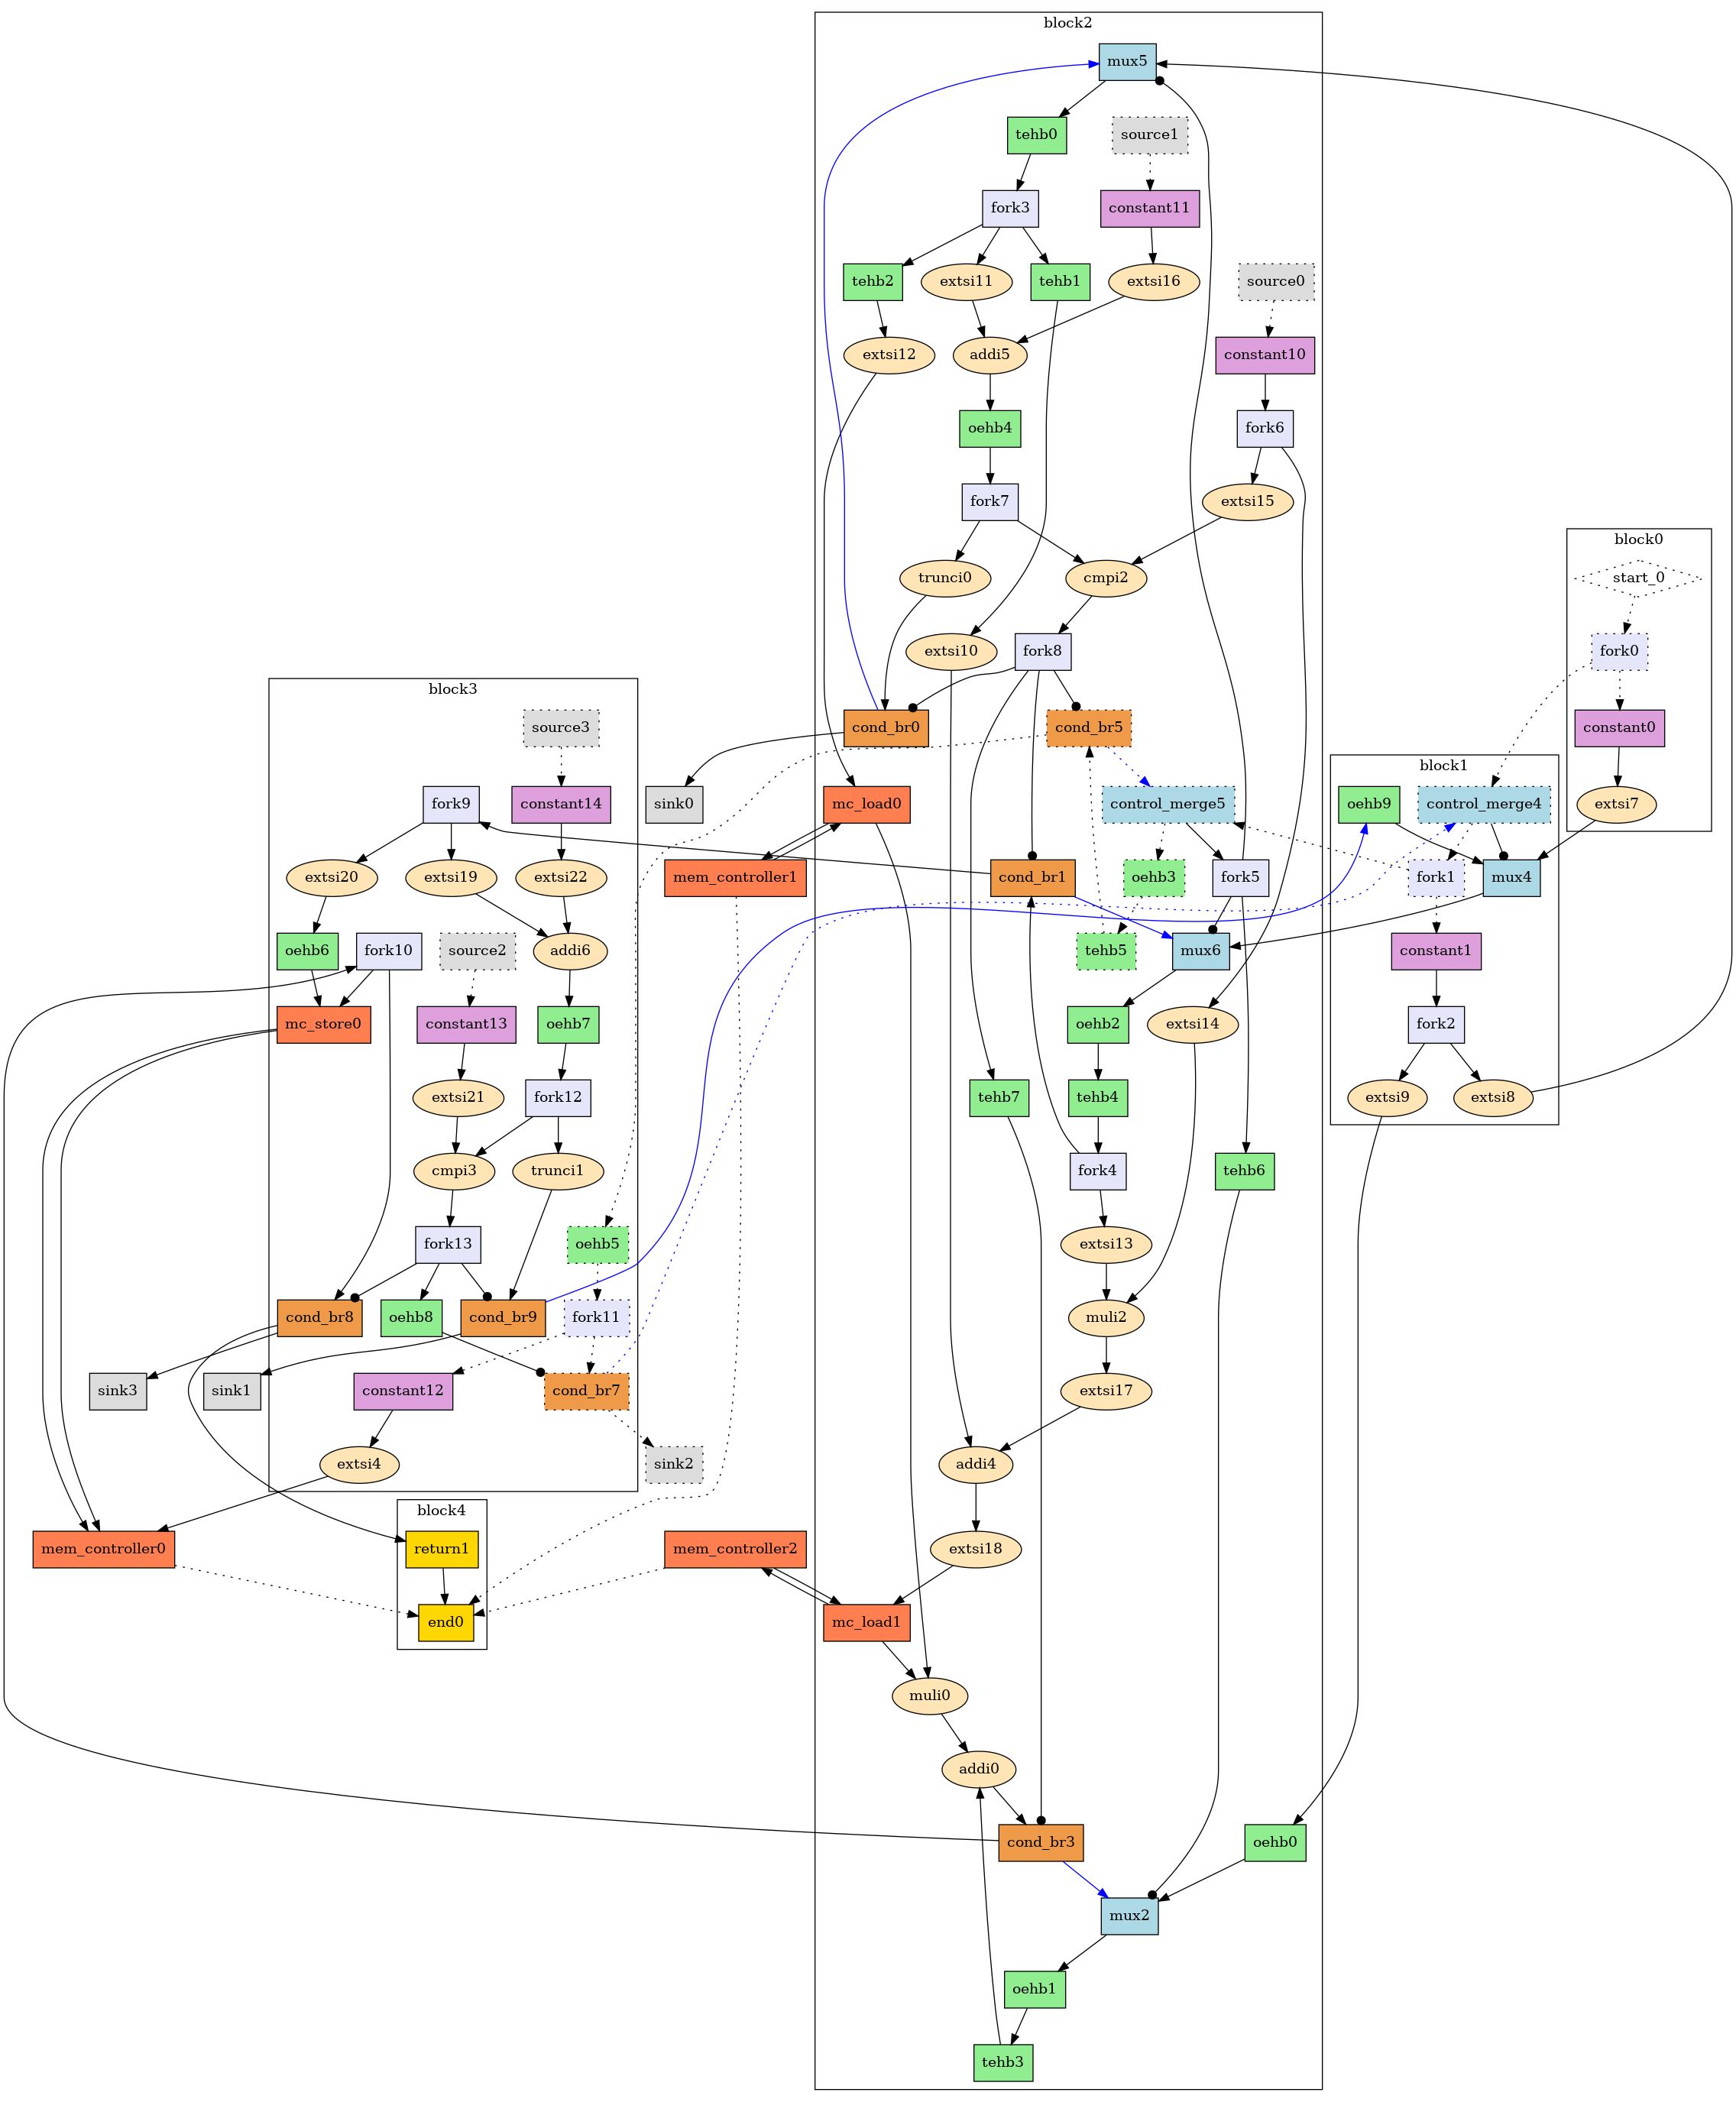 block2
mux5
tehb0
source1
fork3
constant11
tehb2
extsi11
tehb1
extsi16
source0
extsi12
addi5
constant10
oehb4
fork6
fork7
extsi15
block0
trunci0
cmpi2
start_0
extsi10
fork8
fork0
block3
source3
cond_br0
cond_br5
constant0
block1
fork9
constant14
sink0
mc_load0
control_merge5
oehb9
control_merge4
extsi7
extsi20
extsi19
extsi22
mem_controller1
cond_br1
oehb3
fork5
fork1
mux4
oehb6
fork10
source2
addi6
tehb5
mux6
constant1
mc_store0
constant13
oehb7
oehb2
extsi14
fork2
extsi21
fork12
tehb7
tehb4
extsi9
extsi8
cmpi3
trunci1
fork4
tehb6
fork13
oehb5
extsi13
cond_br8
oehb8
cond_br9
fork11
muli2
sink3
sink1
constant12
cond_br7
extsi17
extsi4
sink2
addi4
block4
mem_controller0
return1
mem_controller2
extsi18
end0
mc_load1
muli0
addi0
cond_br3
oehb0
mux2
oehb1
tehb3